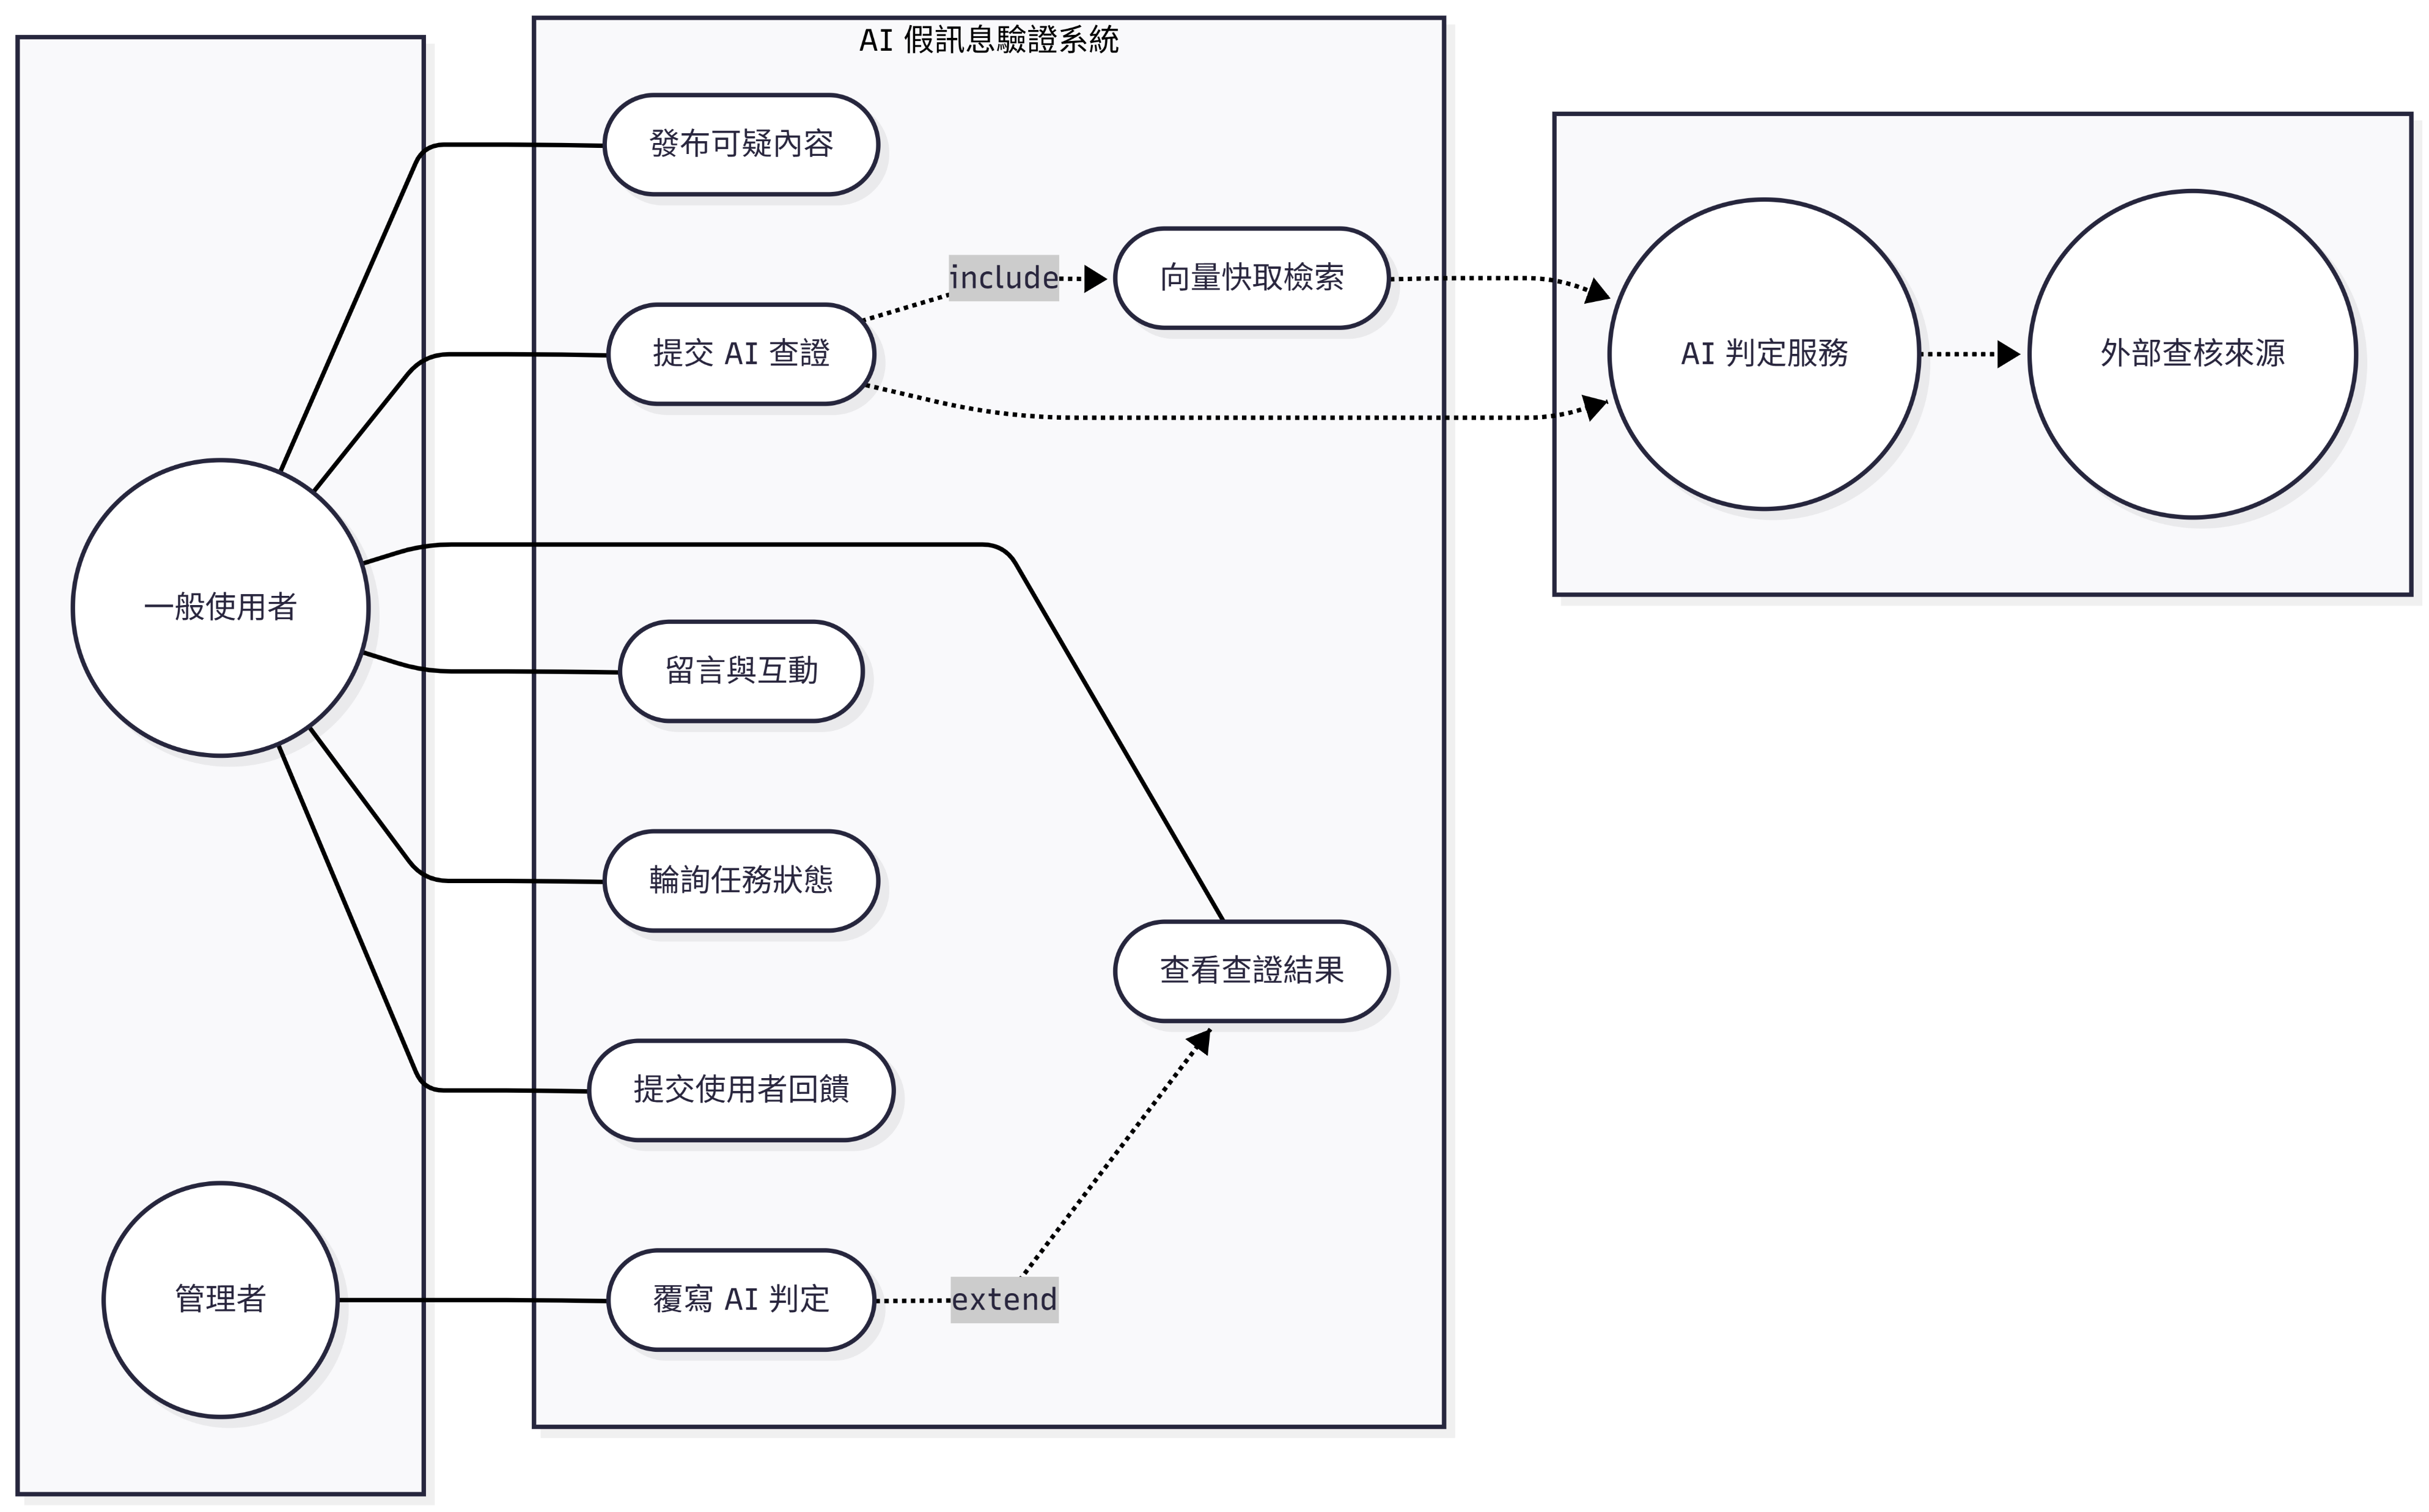 AI 假訊息驗證系統
發布可疑內容
include
向量快取檢索
提交 AI 查證
AI 判定服務
外部查核來源
一般使用者
留言與互動
輪詢任務狀態
查看查證結果
提交使用者回饋
管理者
覆寫 AI 判定
extend